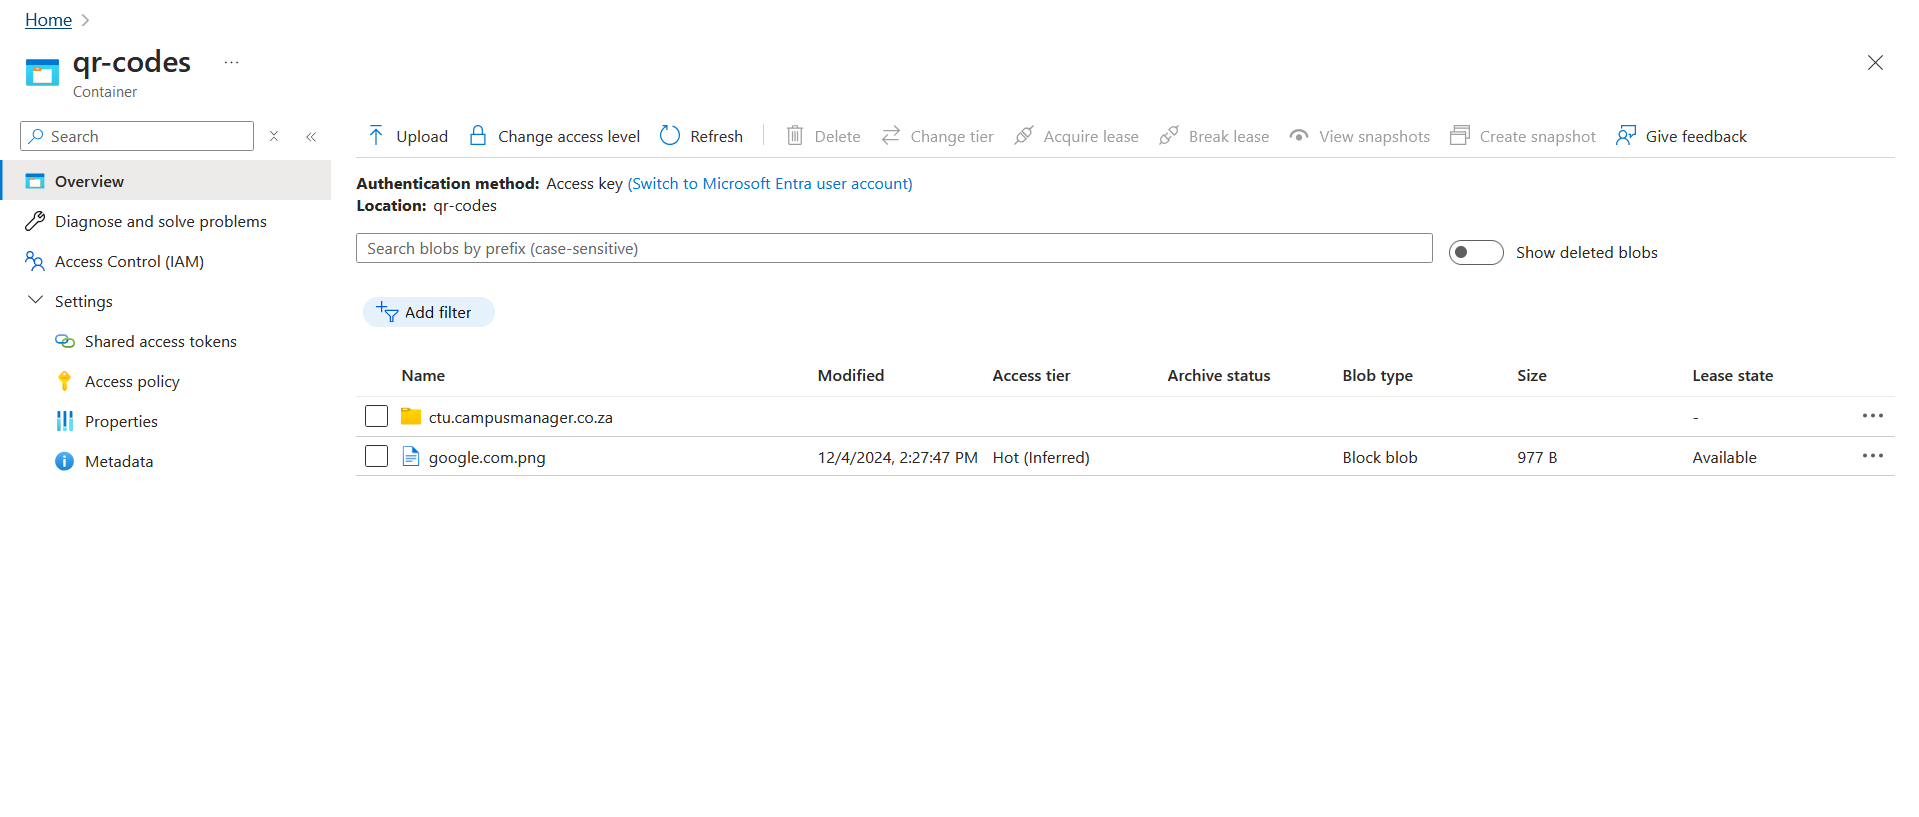 Home
qr-codes
Container
Search
Upload Change access level Refresh Delete Change tier Acquire lease Break lease View snapshots Create snapshot Give feedback
Overview
Diagnose and solve problems
Access Control (IAM)
Settings
Shared access tokens
Access policy
Properties
Metadata
Authentication method: Access key (Switch to Microsoft Entra user account)
Location: qr-codes
Search blobs by prefix (case-sensitive)
Show deleted blobs
Add filter
Name Modified Access tier Archive status Blob type Size Lease state
ctu.campusmanager.co.za -
google.com.png 12/4/2024, 2:27:47 PM Hot (Inferred) Block blob 977 B Available